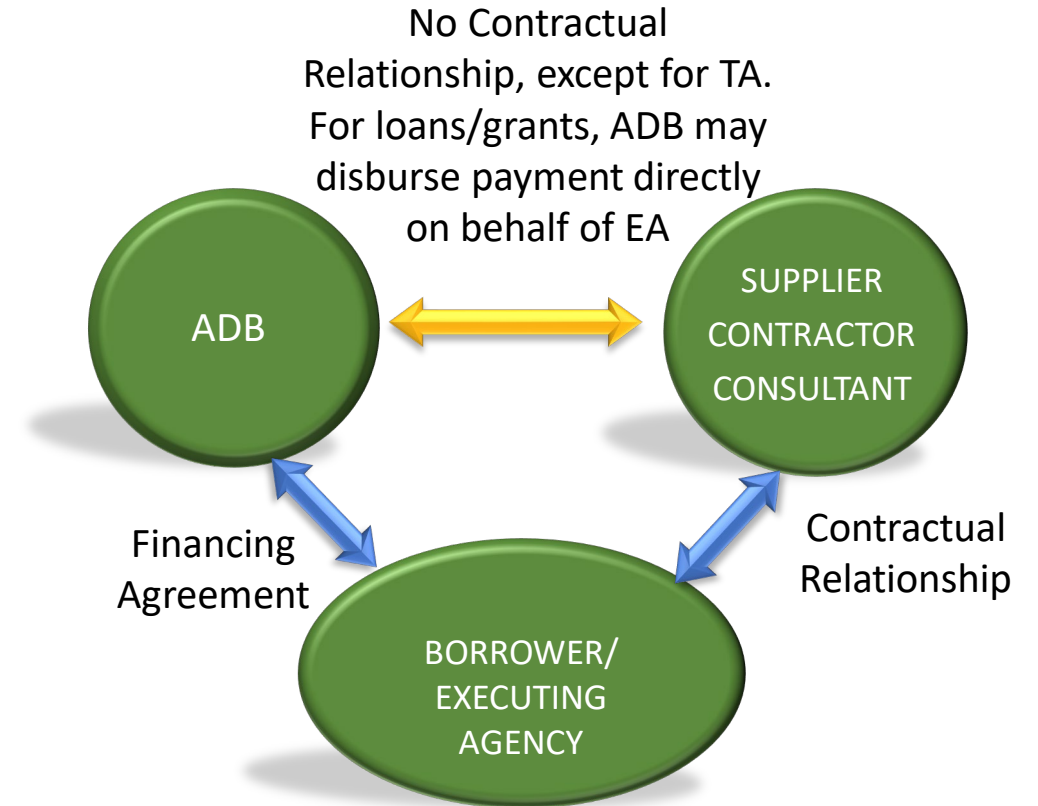 No Contractual
Relationship, except for TA.
For loans/grants, ADB may
disburse payment directly
on behalf of EA
ADB
SUPPLIER
CONTRACTOR
CONSULTANT
Financing
Agreement
Contractual
Relationship
BORROWER/
EXECUTING
AGENCY